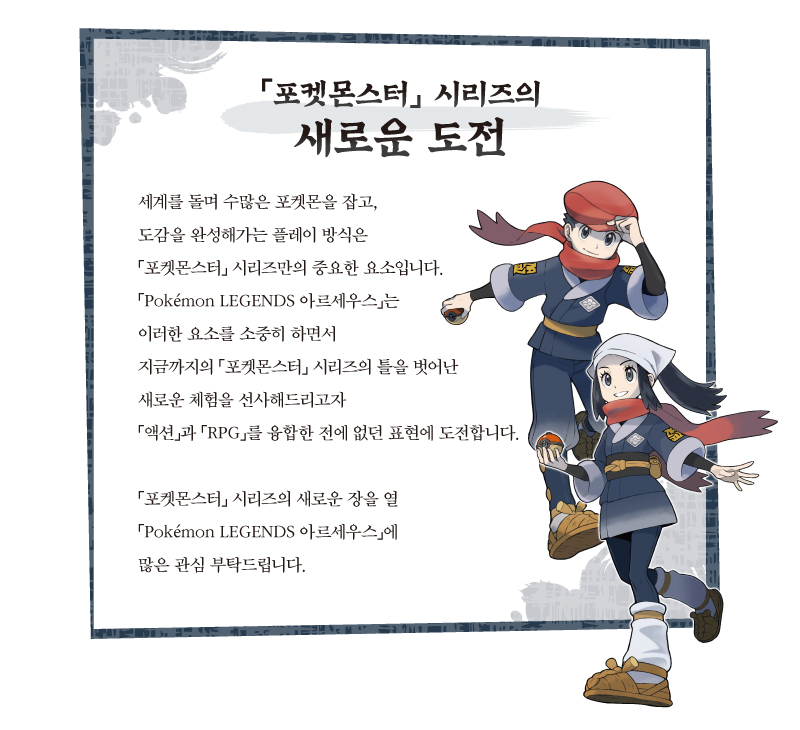 「포켓몬스터」 시리즈의
새로운 도전
세계를 돌며 수많은 포켓몬을 잡고,
도감을 완성해가는 플레이 방식은
「포켓몬스터」 시리즈만의 중요한 요소입니다.
「Pokémon LEGENDS 아르세우스」는
이러한 요소를 소중히 하면서
지금까지의 「포켓몬스터」 시리즈의 틀을 벗어난
새로운 체험을 선사해드리고자
「액션」과 「RPG」를 융합한 전에 없던 표현에 도전합니다.
「포켓몬스터」 시리즈의 새로운 장을 열
「Pokémon LEGENDS 아르세우스」에
많은 관심 부탁드립니다.